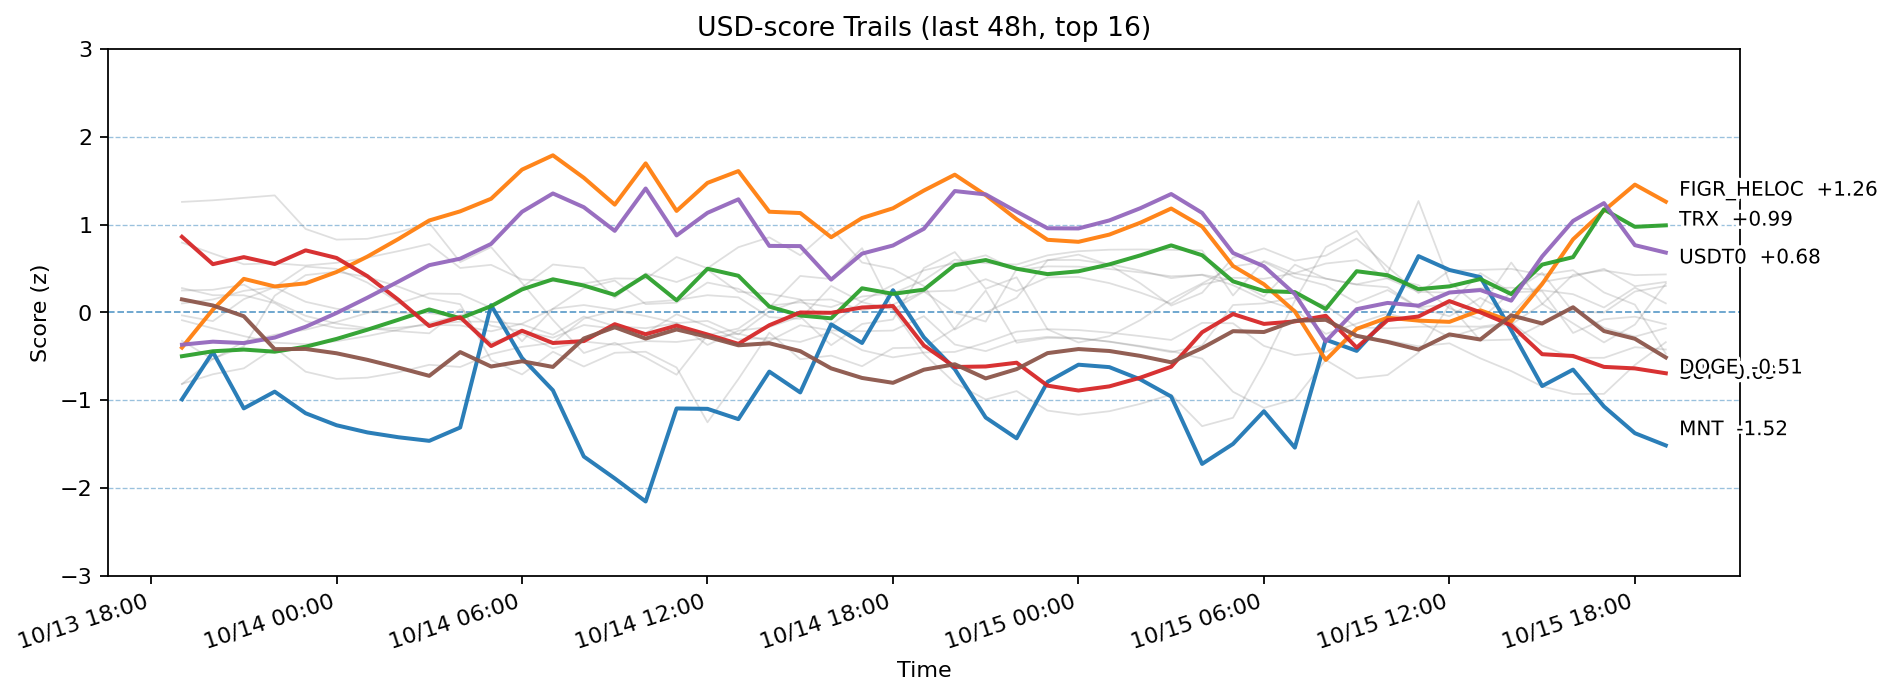 USD-score Trails (last 48h, top 16)
3
2
1
0
−1
−2
−3
Score (z)
FIGR_HELOC +1.26
TRX +0.99
USDT0 +0.68
DOGE -0.51
MNT -1.52
10/13 18:00
10/14 00:00
10/14 06:00
10/14 12:00
10/14 18:00
10/15 00:00
10/15 06:00
10/15 12:00
10/15 18:00
Time